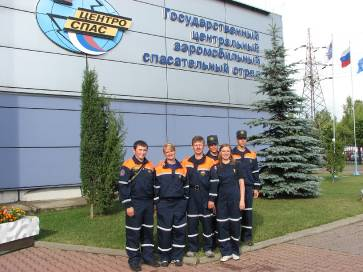 ЦЕНТРО
СПАС
Государственный
центральный
аэромобильный
спасательный отряд